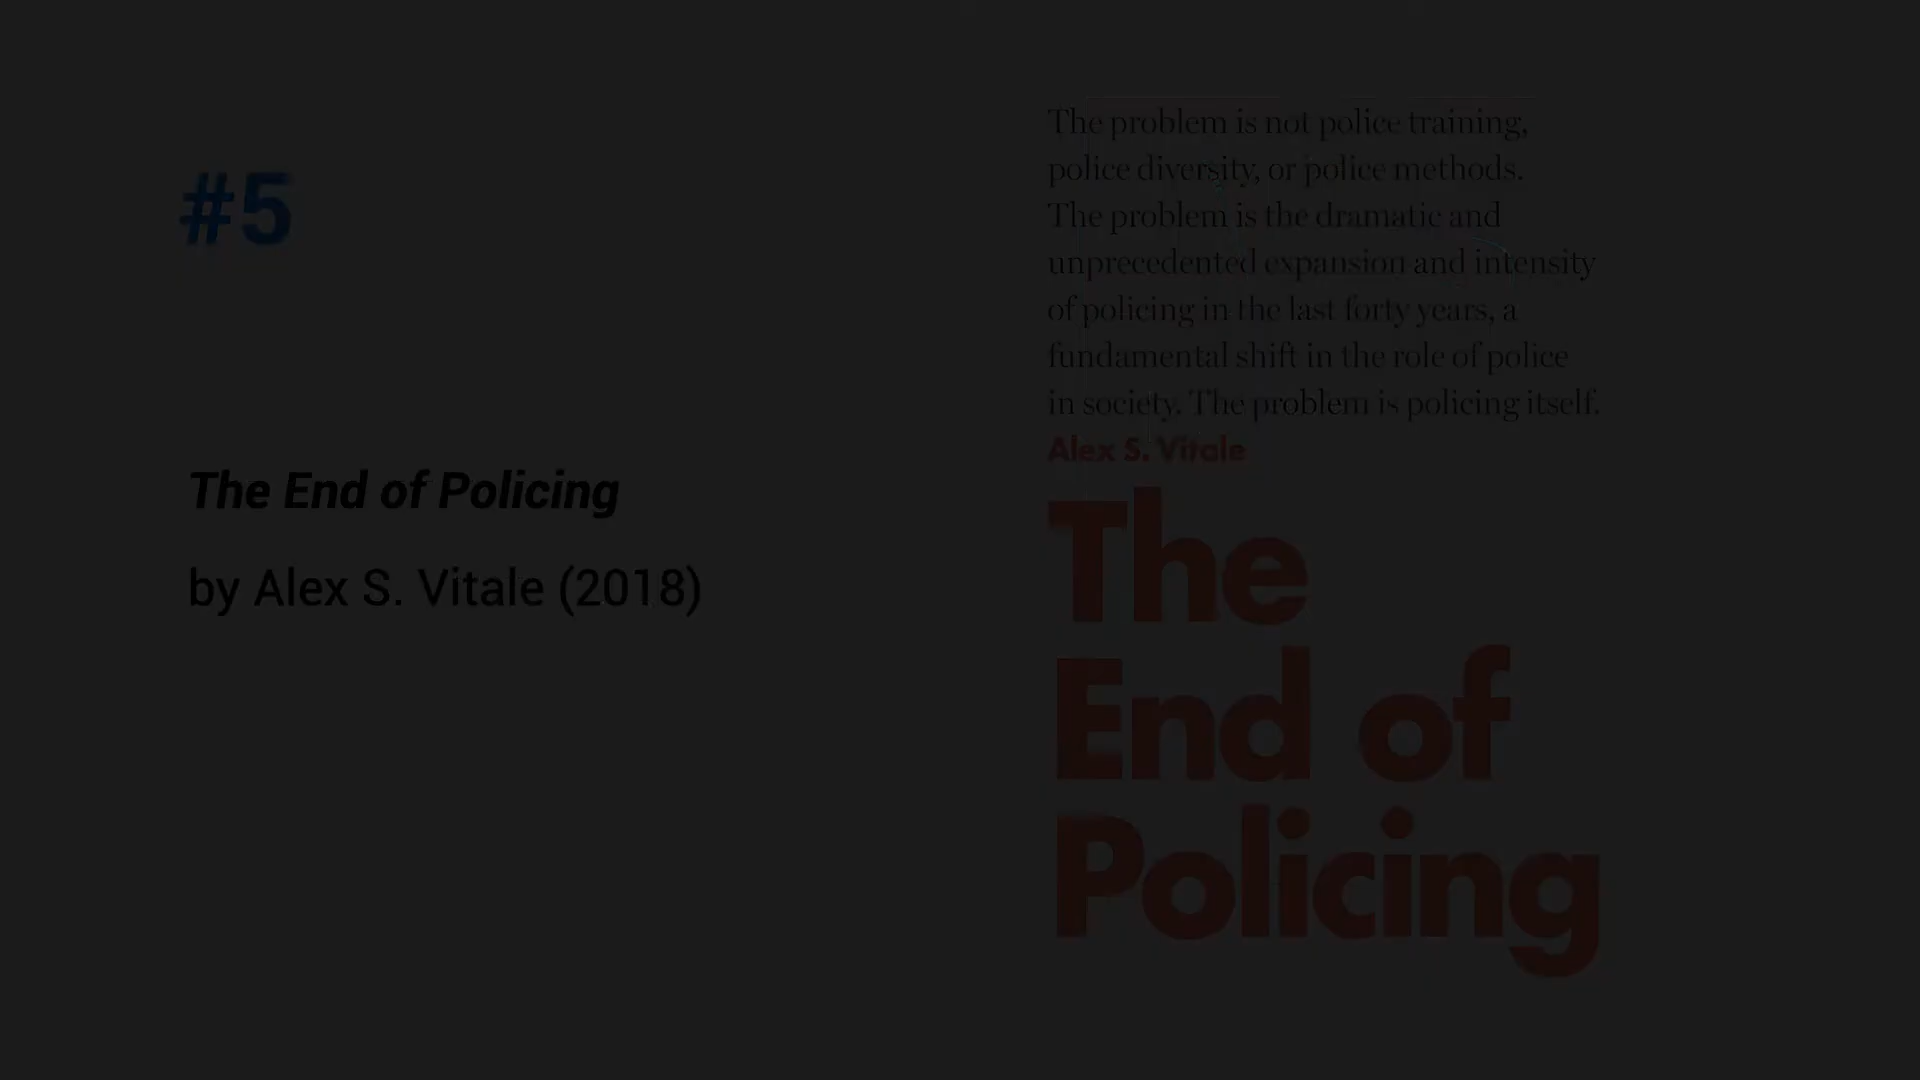 #5
The End of Policing
by Alex S. Vitale (2018)
The problem is not police training,
police diversity, or police methods.
The problem is the dramatic and
unprecedented expansion and intensity
of policing in the last forty years, a
fundamental shift in the role of police
in society. The problem is policing itself.
Alex S. Vitale
The
End of
Policing